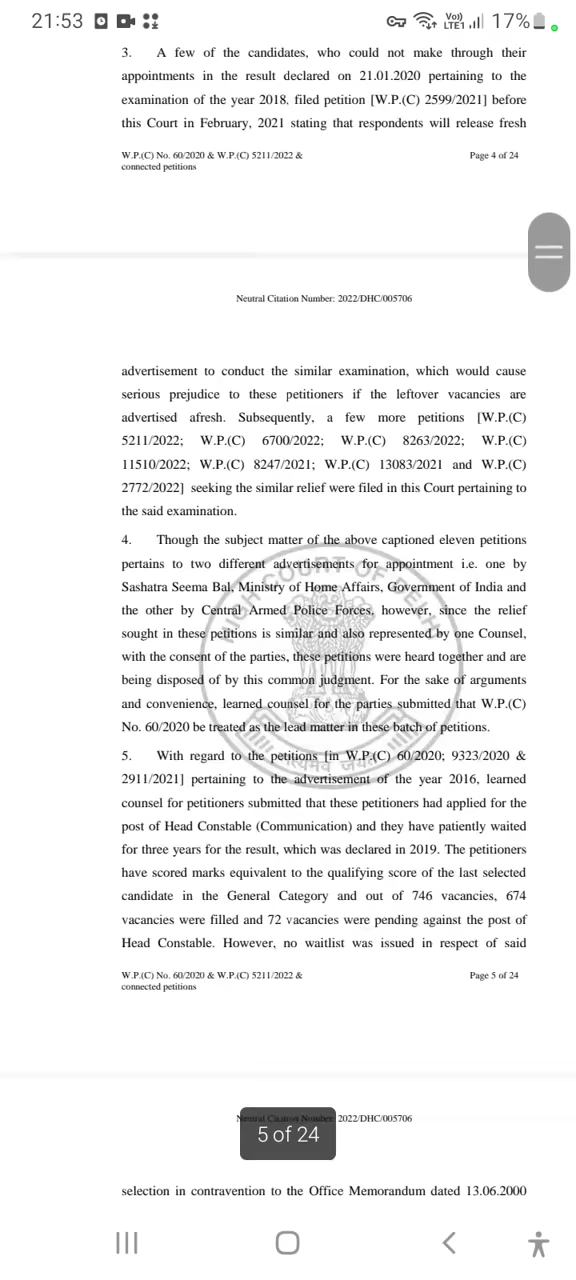 21:53
Vo))
LTE1
17%
3. A few of the candidates, who could not make through their
appointments in the result declared on 21.01.2020 pertaining to the
examination of the year 2018, filed petition [W.P.(C) 2599/2021] before
this Court in February, 2021 stating that respondents will release fresh
W.P.(C) No. 60/2020 & W.P.(C) 5211/2022 &
connected petitions
Page 4 of 24
Neutral Citation Number: 2022/DHC/005706
advertisement to conduct the similar examination, which would cause
serious prejudice to these petitioners if the leftover vacancies are
advertised afresh. Subsequently, a few more petitions [W.P.(C)
5211/2022; W.P.(C) 6700/2022; W.P.(C) 8263/2022; W.P.(C)
11510/2022; W.P.(C) 8247/2021; W.P.(C) 13083/2021 and W.P.(C)
2772/2022] seeking the similar relief were filed in this Court pertaining to
the said examination.
4. Though the subject matter of the above captioned eleven petitions
pertains to two different advertisements for appointment i.e. one by
Sashatra Seema Bal, Ministry of Home Affairs, Government of India and
the other by Central Armed Police Forces, however, since the relief
sought in these petitions is similar and also represented by one Counsel,
with the consent of the parties, these petitions were heard together and are
being disposed of by this common judgment. For the sake of arguments
and convenience, learned counsel for the parties submitted that W.P.(C)
No. 60/2020 be treated as the lead matter in these batch of petitions.
5. With regard to the petitions [in W.P.(C) 60/2020; 9323/2020 &
2911/2021] pertaining to the advertisement of the year 2016, learned
counsel for petitioners submitted that these petitioners had applied for the
post of Head Constable (Communication) and they have patiently waited
for three years for the result, which was declared in 2019. The petitioners
have scored marks equivalent to the qualifying score of the last selected
candidate in the General Category and out of 746 vacancies, 674
vacancies were filled and 72 vacancies were pending against the post of
Head Constable. However, no waitlist was issued in respect of said
W.P.(C) No. 60/2020 & W.P.(C) 5211/2022 &
connected petitions
Page 5 of 24
Neutral Citation Number: 2022/DHC/005706
5 of 24
selection in contravention to the Office Memorandum dated 13.06.2000